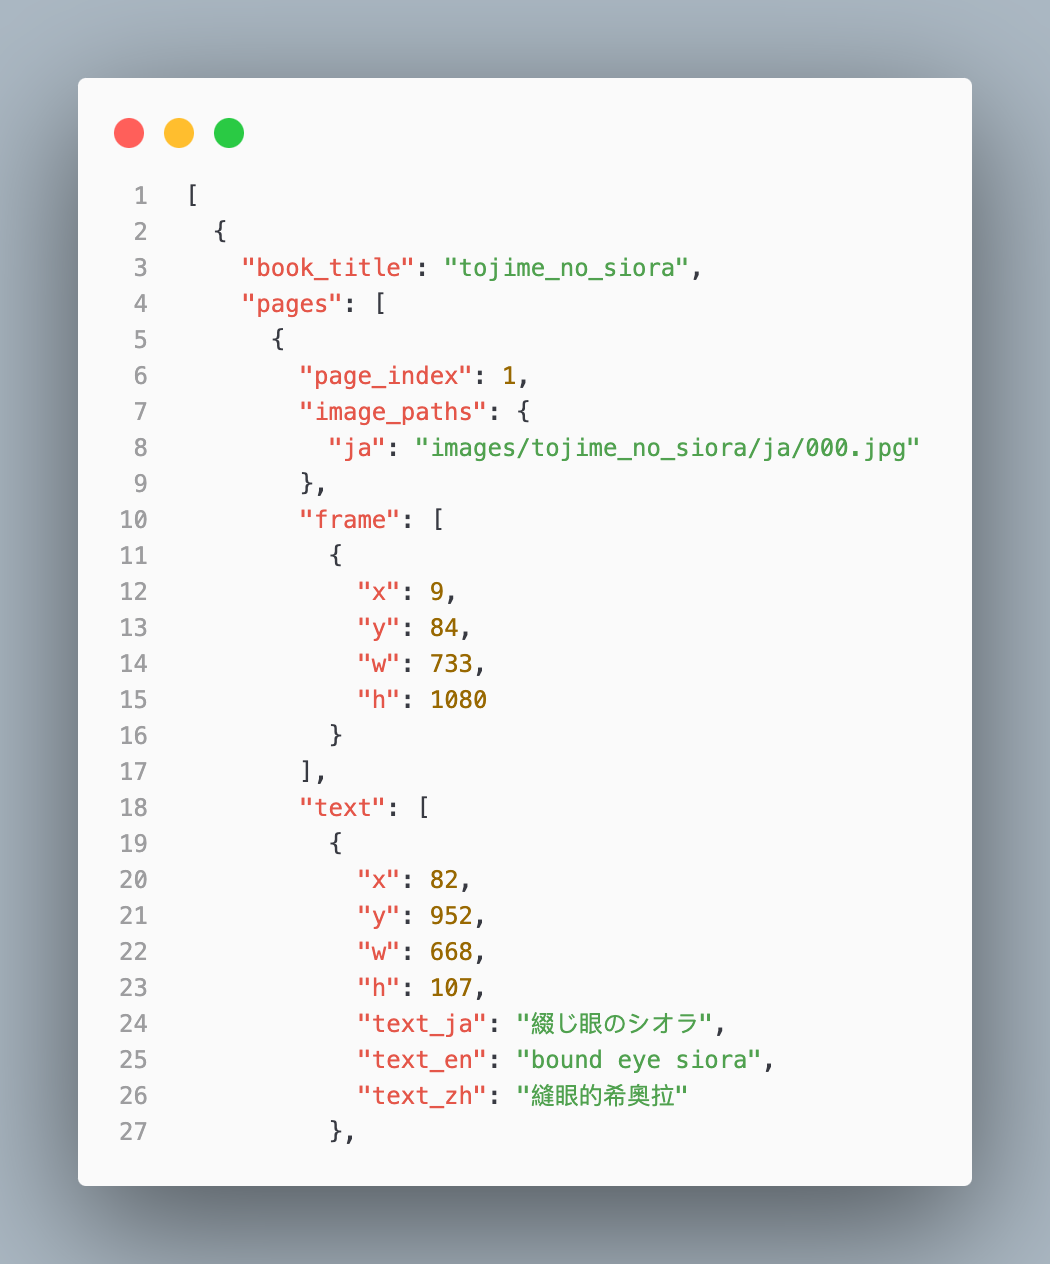 1 [
2   {
3     "book_title": "tojime_no_siora",
4     "pages": [
5       {
6         "page_index": 1,
7         "image_paths": {
8           "ja": "images/tojime_no_siora/ja/000.jpg"
9         },
10         "frame": [
11           {
12             "x": 9,
13             "y": 84,
14             "w": 733,
15             "h": 1080
16           }
17         ],
18         "text": [
19           {
20             "x": 82,
21             "y": 952,
22             "w": 668,
23             "h": 107,
24             "text_ja": "綴じ眼のシオラ",
25             "text_en": "bound eye siora",
26             "text_zh": "縫眼的希奧拉"
27           },